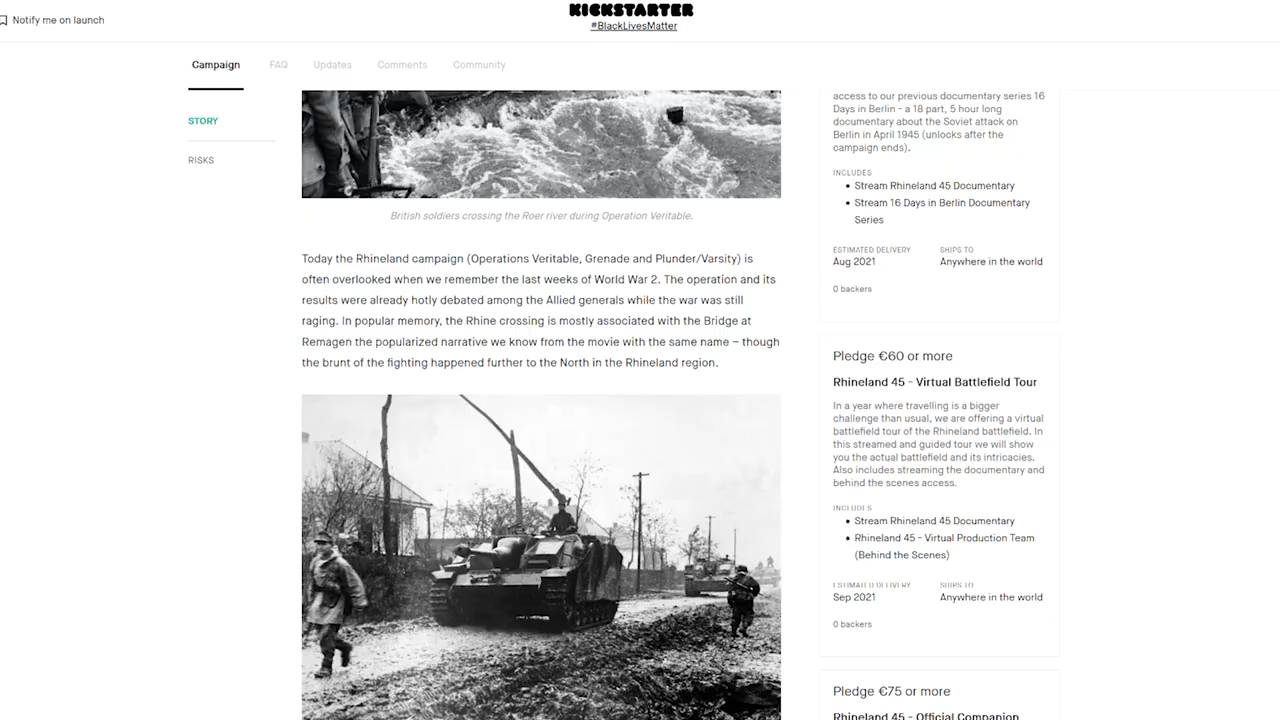 Notify me on launch
KICKSTARTER
#BlackLivesMatter
Campaign
FAQ
Updates
Comments
Community
STORY
RISKS
British soldiers crossing the Roer river during Operation Veritable.
Today the Rhineland campaign (Operations Veritable, Grenade and Plunder/Varsity) is
often overlooked when we remember the last weeks of World War 2. The operation and its
results were already hotly debated among the Allied generals while the war was still
raging. In popular memory, the Rhine crossing is mostly associated with the Bridge at
Remagen the popularized narrative we know from the movie with the same name – though
the brunt of the fighting happened further to the North in the Rhineland region.
access to our previous documentary series 16
Days in Berlin - a 18 part, 5 hour long
documentary about the Soviet attack on
Berlin in April 1945 (unlocks after the
campaign ends).
INCLUDES
• Stream Rhineland 45 Documentary
• Stream 16 Days in Berlin Documentary
Series
ESTIMATED DELIVERY
SHIPS TO
Aug 2021
Anywhere in the world
0 backers
Pledge €60 or more
Rhineland 45 - Virtual Battlefield Tour
In a year where travelling is a bigger
challenge than usual, we are offering a virtual
battlefield tour of the Rhineland battlefield. In
this streamed and guided tour we will show
you the actual battlefield and its intricacies.
Also includes streaming the documentary and
behind the scenes access.
INCLUDES
• Stream Rhineland 45 Documentary
• Rhineland 45 - Virtual Production Team
(Behind the Scenes)
ESTIMATED DELIVERY
SHIPS TO
Sep 2021
Anywhere in the world
0 backers
Pledge €75 or more
Rhineland 45 - Official Companion